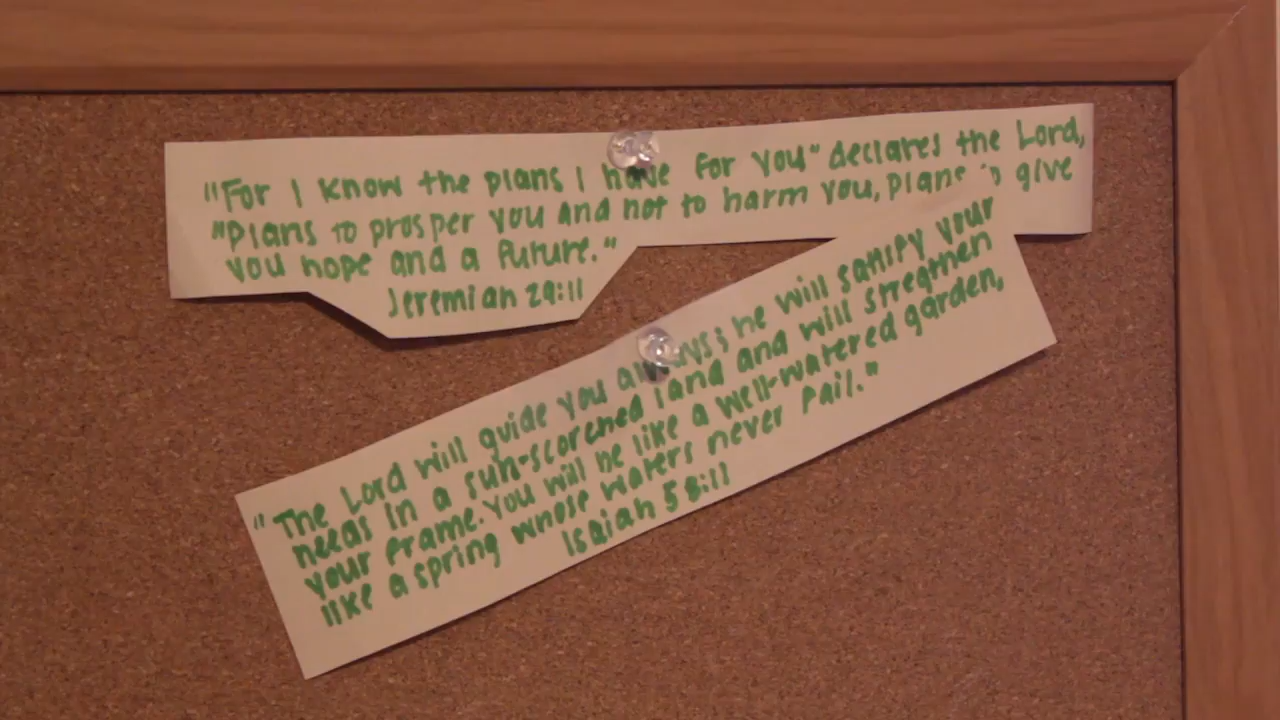 "For I know the plans I have for you" declares the Lord,
"Plans to prosper you and not to harm you, plans to give
you hope and a future."
Jeremiah 29:11
"The Lord will guide you always; he will sanify your
needs in a sun-scorched land and will stregthen
your frame. You will be like a well-watered garden,
like a spring whose waters never fail."
Isaiah 58:11